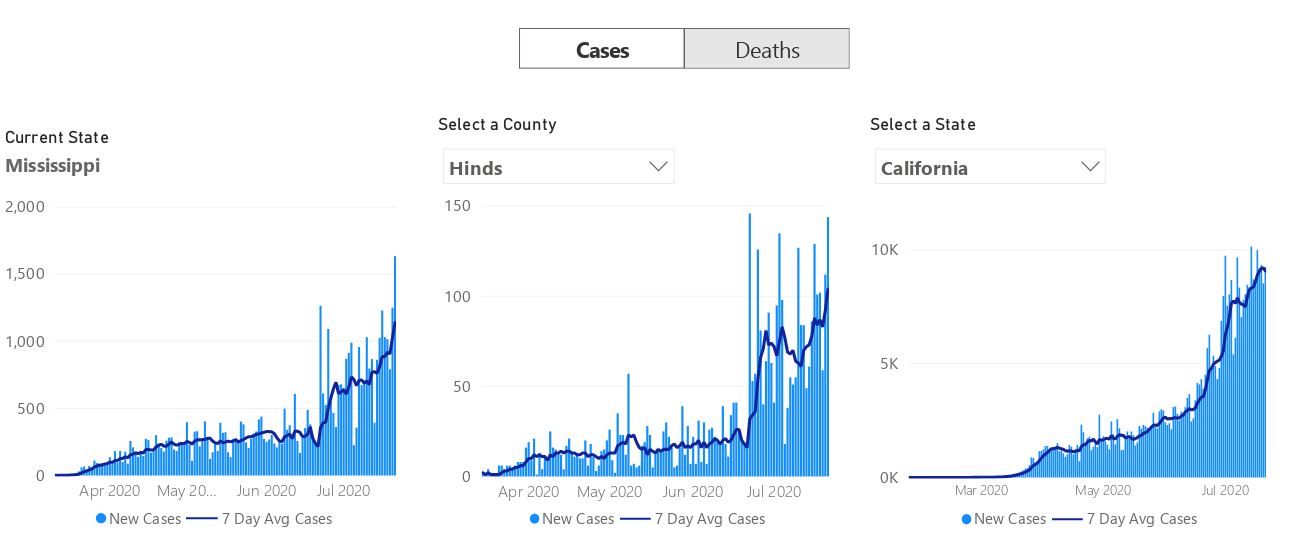 Cases Deaths
Current State
Mississippi
2,000
1,500
1,000
500
0
Apr 2020 May 20... Jun 2020 Jul 2020
New Cases 7 Day Avg Cases
Select a County
Hinds
150
100
50
0
Apr 2020 May 2020 Jun 2020 Jul 2020
New Cases 7 Day Avg Cases
Select a State
California
10K
5K
0K
Mar 2020 May 2020 Jul 2020
New Cases 7 Day Avg Cases